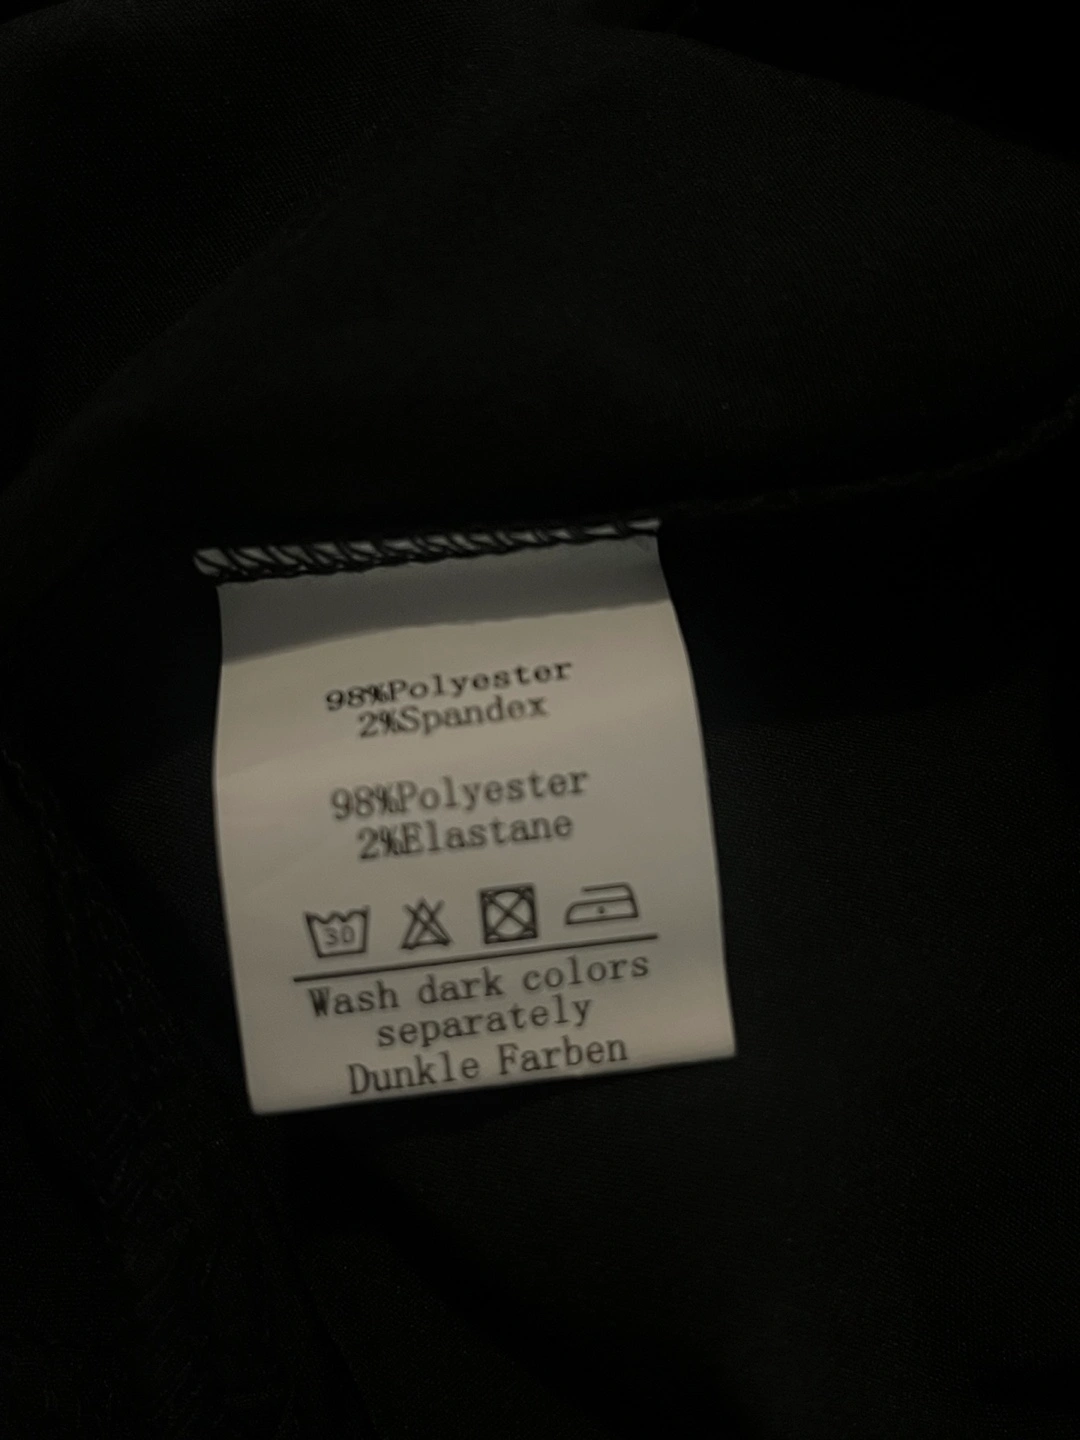 98%Polyester
2%Spandex
98%Polyester
2%Elastane
30
Wash dark colors
separately
Dunkle Farben